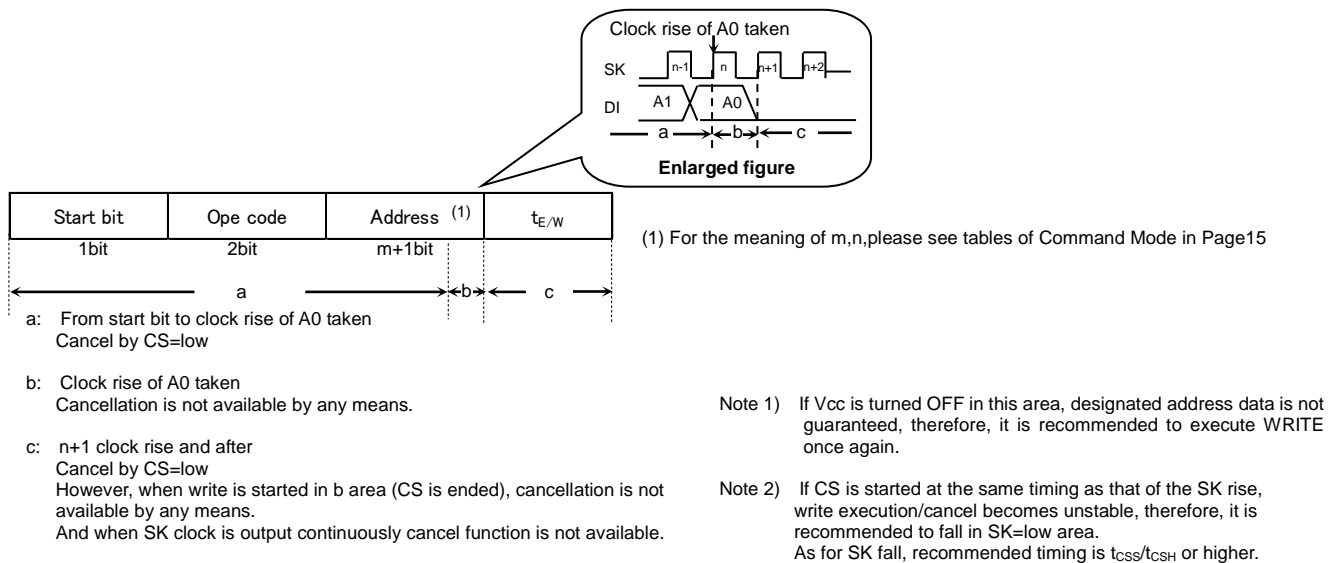 Clock rise of A0 taken
SK n-1 n n+1 n+2
DI A1 A0
a b c
Enlarged figure
Start bit Ope code Address (1) tE/W
1bit 2bit m+1bit
(1) For the meaning of m,n,please see tables of Command Mode in Page15
a b c
a: From start bit to clock rise of A0 taken
Cancel by CS=low
b: Clock rise of A0 taken
Cancellation is not available by any means.
c: n+1 clock rise and after
Cancel by CS=low
However, when write is started in b area (CS is ended), cancellation is not
available by any means.
And when SK clock is output continuously cancel function is not available.
Note 1) If Vcc is turned OFF in this area, designated address data is not
guaranteed, therefore, it is recommended to execute WRITE
once again.
Note 2) If CS is started at the same timing as that of the SK rise,
write execution/cancel becomes unstable, therefore, it is
recommended to fall in SK=low area.
As for SK fall, recommended timing is tCSS/tCSH or higher.